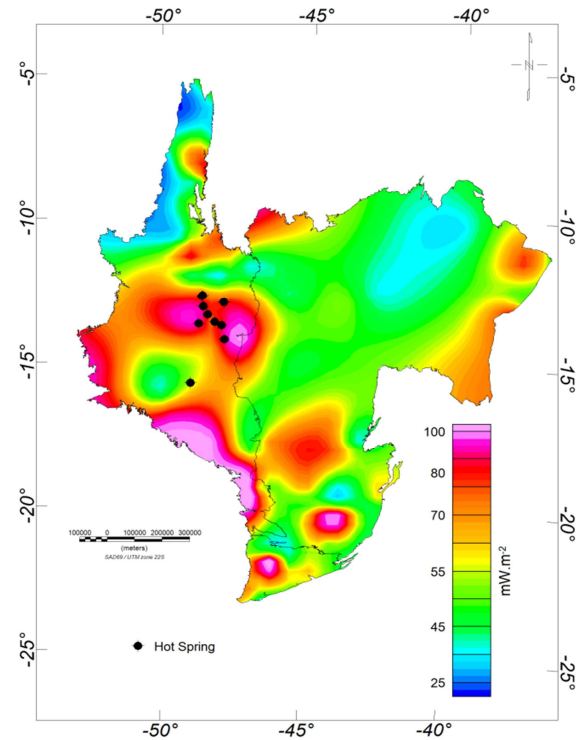 -50° -45° -40°
-5° -5°
-10° -10°
-15° -15°
-20° -20°
-25° -25°
N
100
80
70
55
45
25
mW.m-2
100000 0 100000 200000 300000
(meters)
SAD69 / UTM zone 22S
Hot Spring
-50° -45° -40°